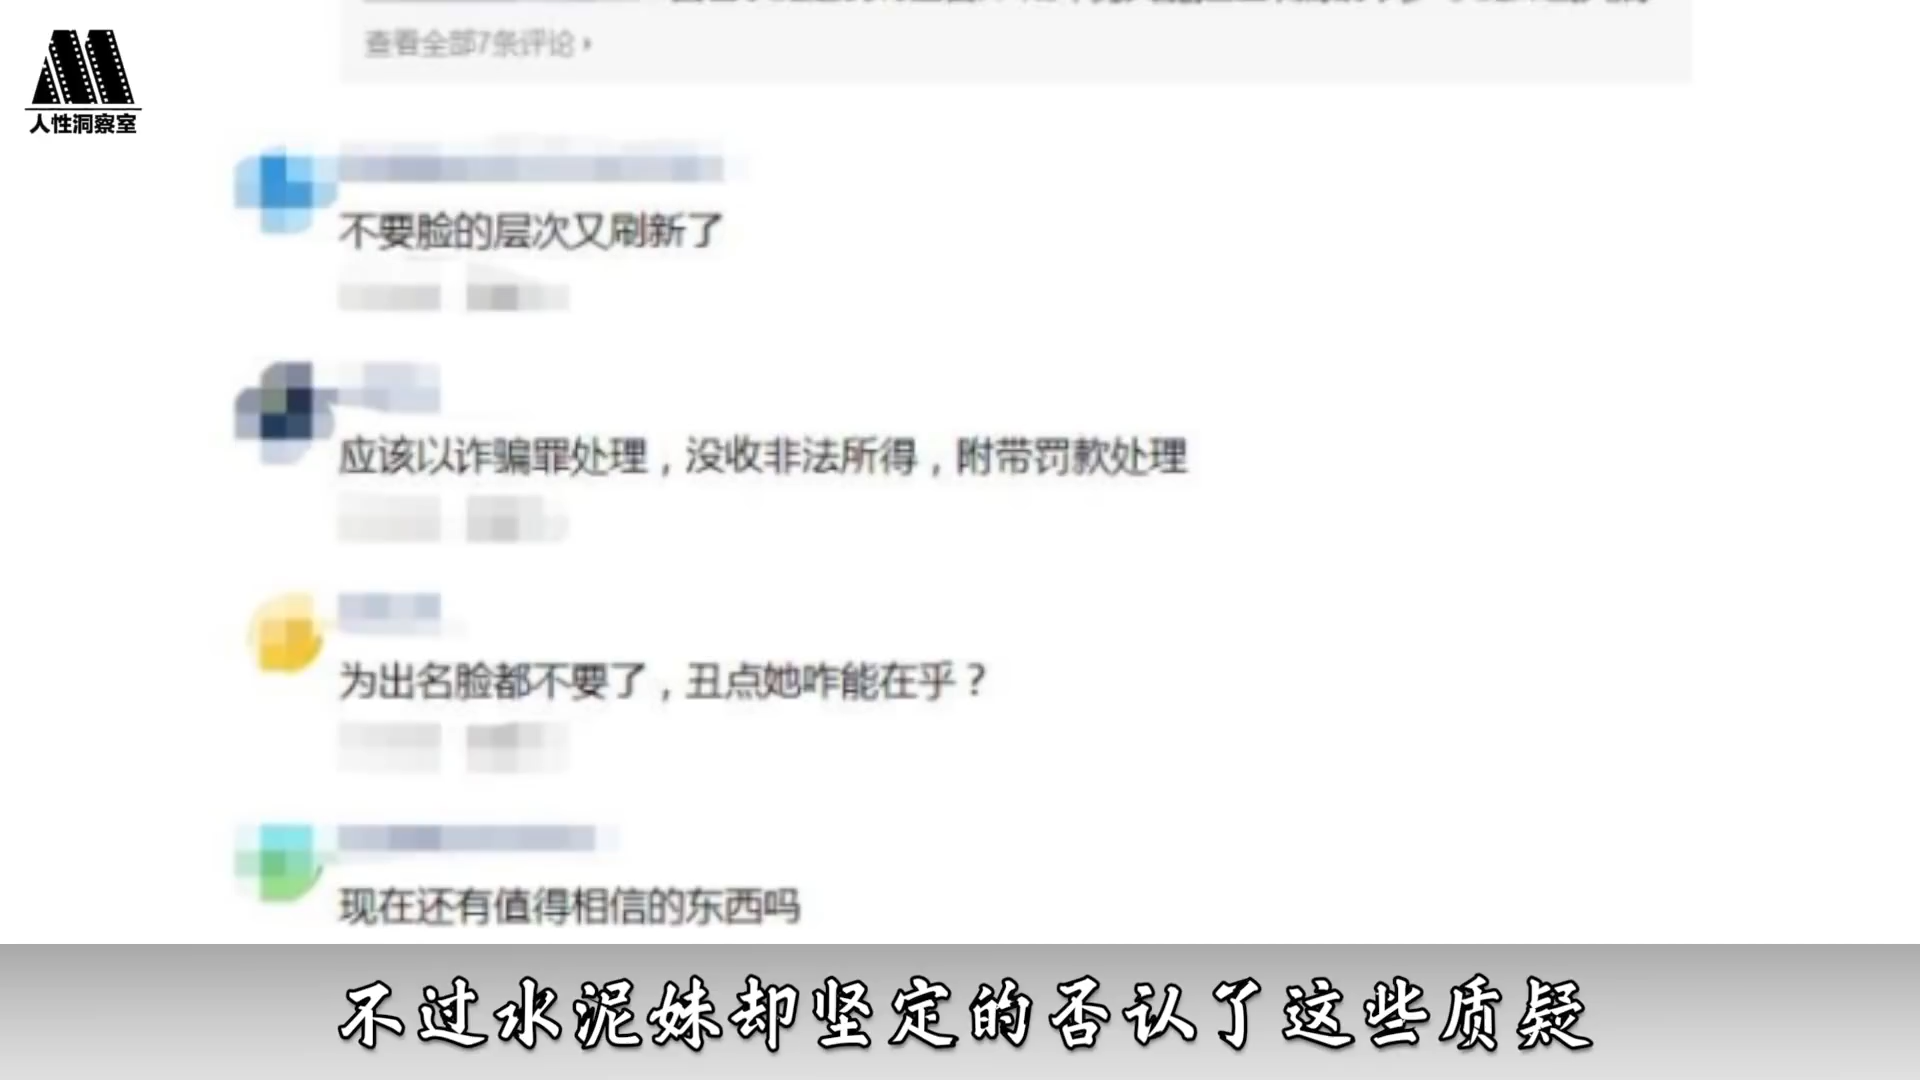 查看全部7条评论
人性洞察室
不要脸的层次又刷新了
应该以诈骗罪处理，没收非法所得，附带罚款处理
为出名脸都不要了，丑点她咋能在乎？
现在还有值得相信的东西吗
不过水泥妹却坚定的否认了这些质疑